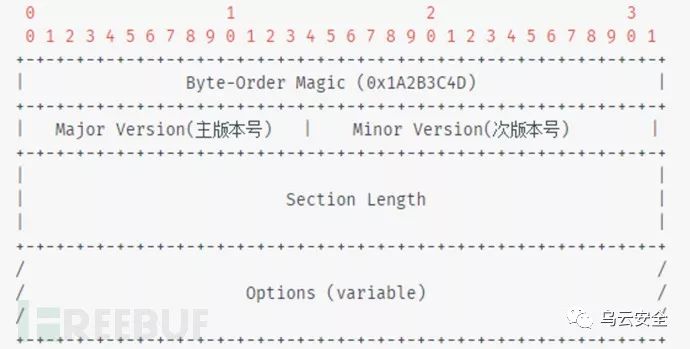 0 1 2 3
0 1 2 3 4 5 6 7 8 9 0 1 2 3 4 5 6 7 8 9 0 1 2 3 4 5 6 7 8 9 0 1
+-+-+-+-+-+-+-+-+-+-+-+-+-+-+-+-+-+-+-+-+-+-+-+-+-+-+-+-+-+-+-+-+
| Byte-Order Magic (0x1A2B3C4D) |
+-+-+-+-+-+-+-+-+-+-+-+-+-+-+-+-+-+-+-+-+-+-+-+-+-+-+-+-+-+-+-+-+
| Major Version(主版本号) | Minor Version(次版本号) |
+-+-+-+-+-+-+-+-+-+-+-+-+-+-+-+-+-+-+-+-+-+-+-+-+-+-+-+-+-+-+-+-+
| |
| Section Length |
| |
+-+-+-+-+-+-+-+-+-+-+-+-+-+-+-+-+-+-+-+-+-+-+-+-+-+-+-+-+-+-+-+-+
/ /
/ Options (variable) /
/ /
+-+-+-+-+-+-+-+-+-+-+-+-+-+-+-+-+-+-+-+-+-+-+-+-+-+-+-+-+-+-+-+-+
FREEBUF
乌云安全